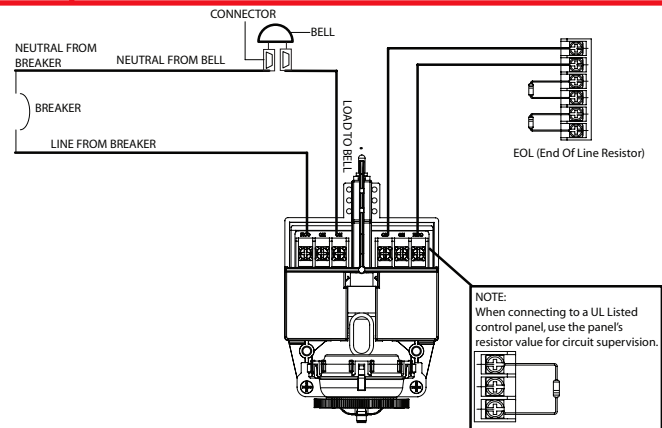 CONNECTOR
BELL
NEUTRAL FROM
BREAKER
NEUTRAL FROM BELL
BREAKER
LINE FROM BREAKER
LOAD TO BELL
EOL (End Of Line Resistor)
NOTE:
When connecting to a UL Listed
control panel, use the panel's
resistor value for circuit supervision.